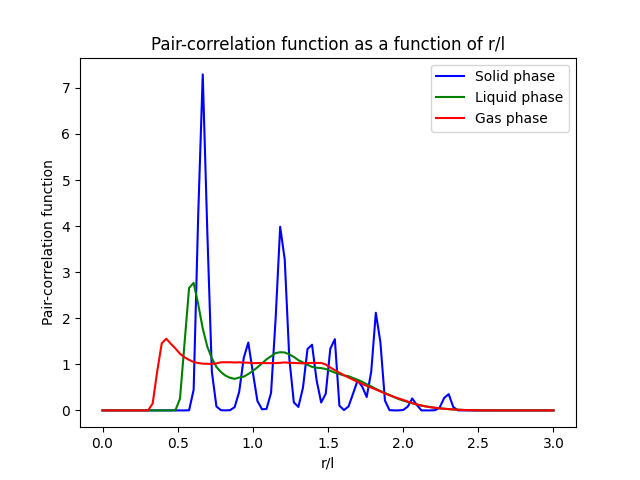 Pair-correlation function as a function of r/l
Solid phase
Liquid phase
Gas phase
Pair-correlation function
7
6
5
4
3
2
1
0
0.0 0.5 1.0 1.5 2.0 2.5 3.0
r/l